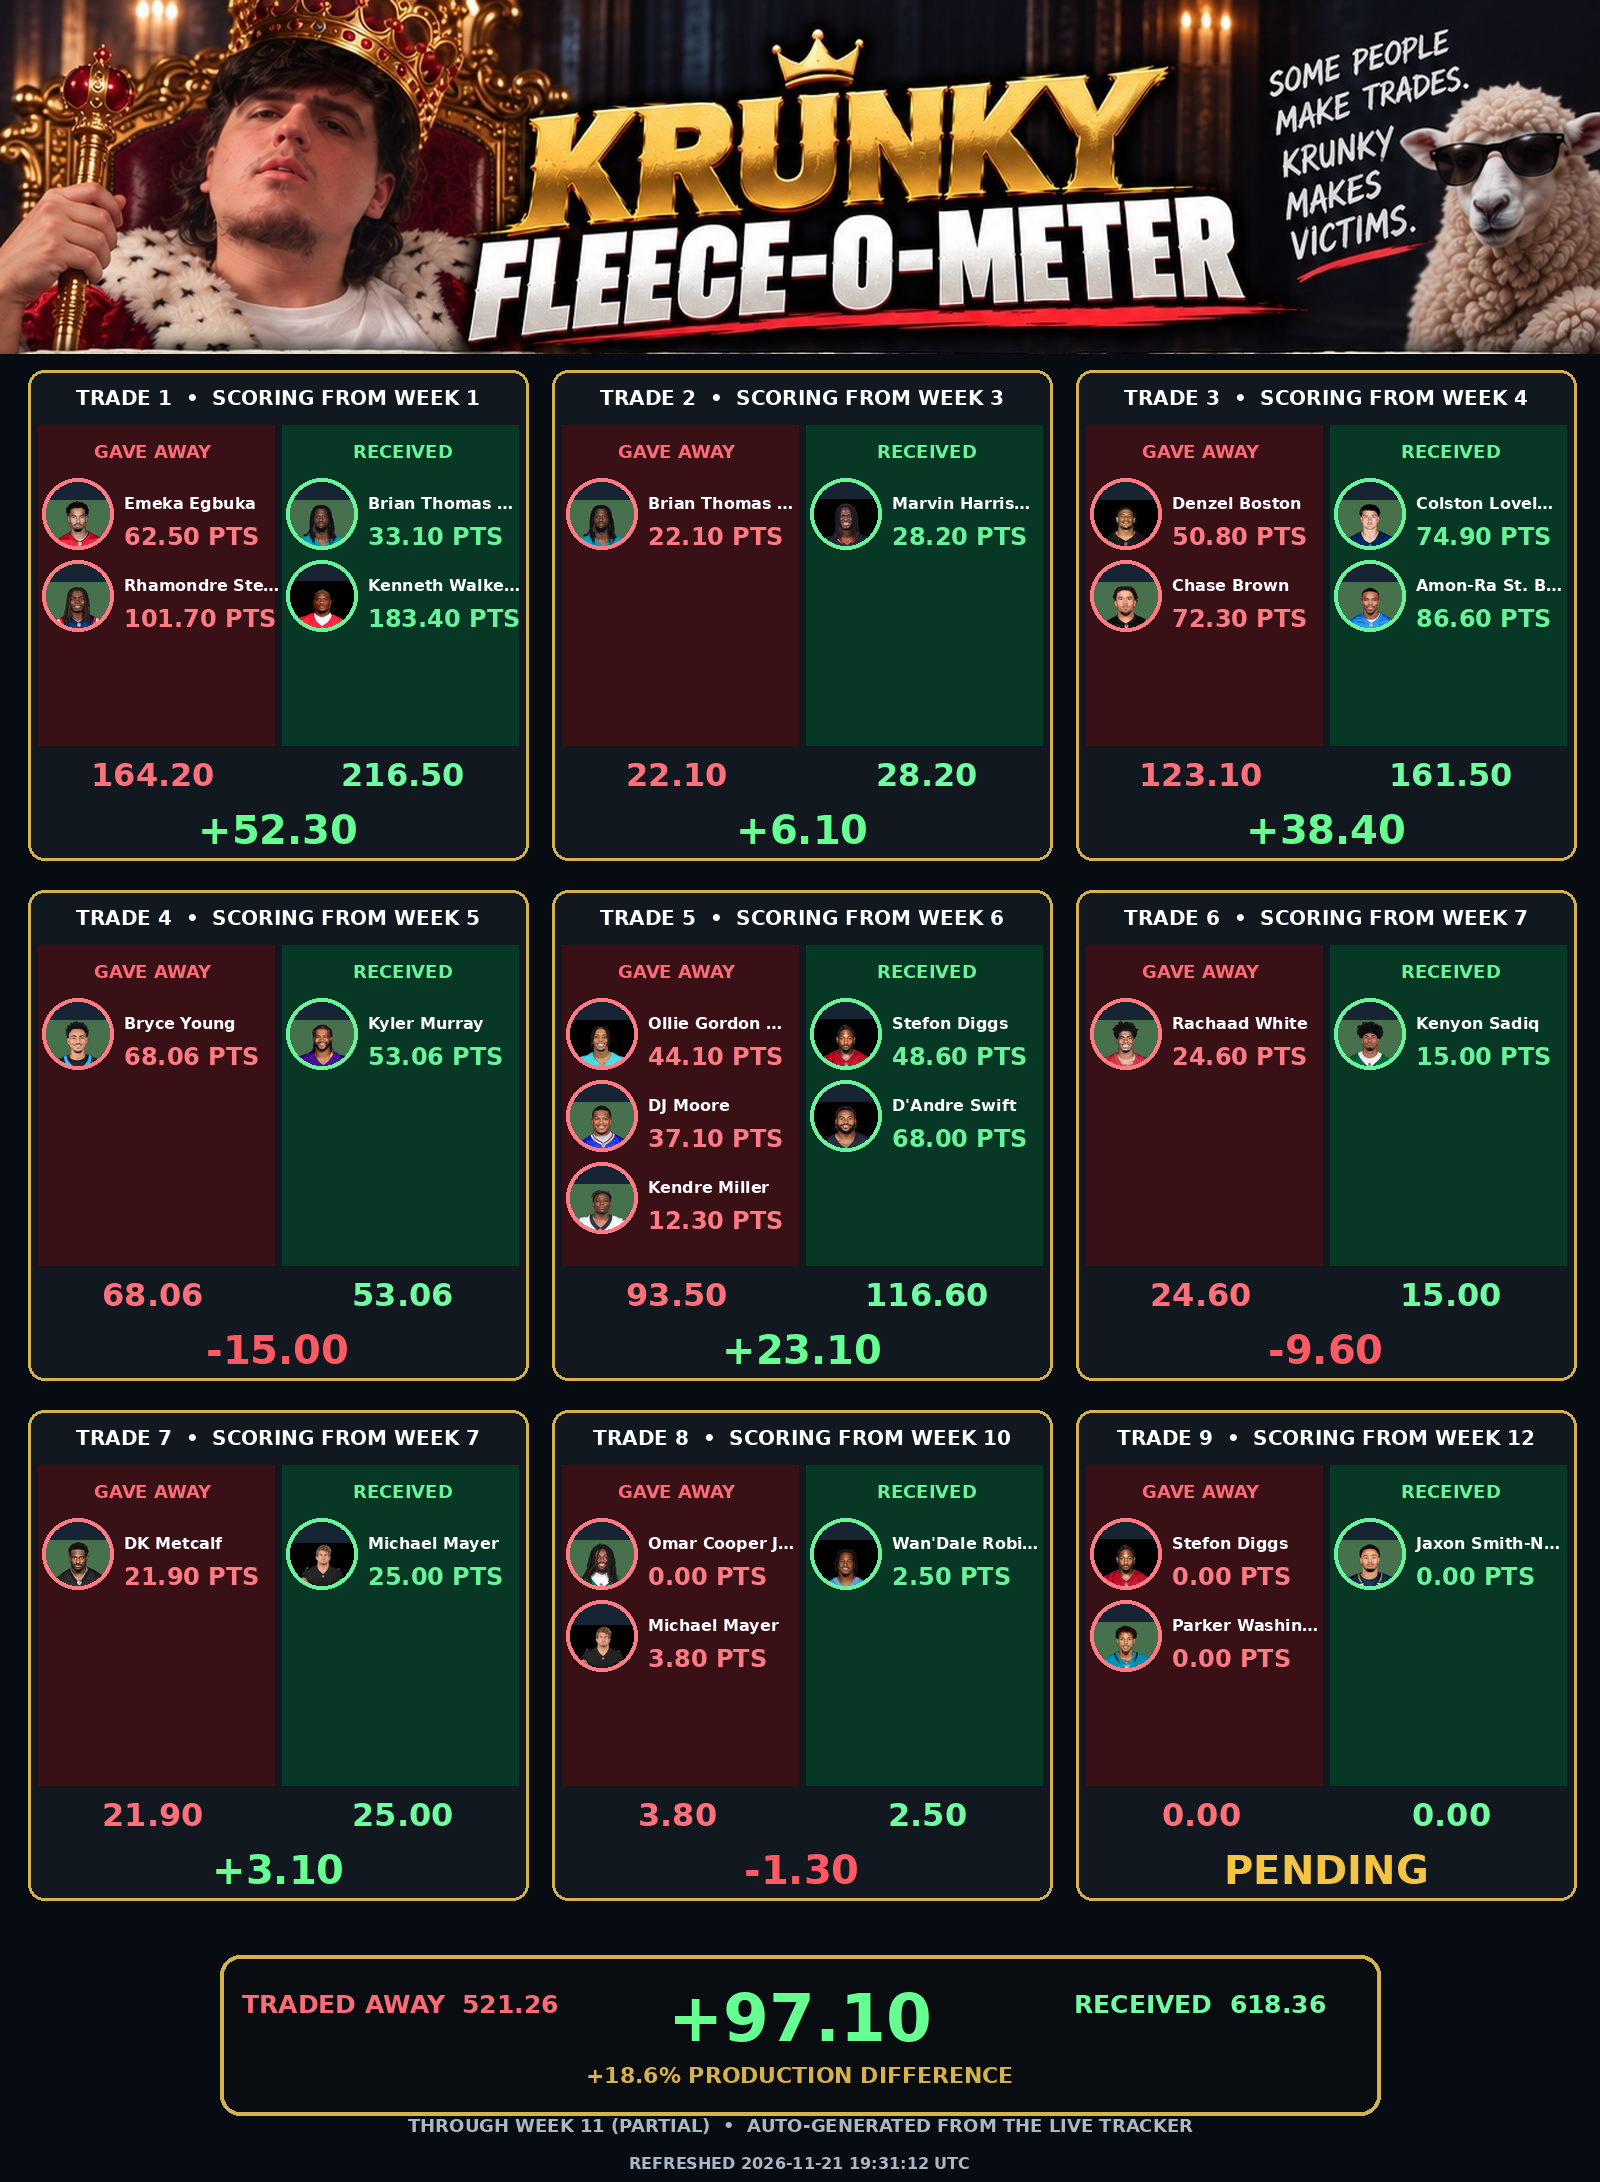 KRUNKY
FLEECE-O-METER
SOME PEOPLE
MAKE TRADES.
KRUNKY
MAKES
VICTIMS.
TRADE 1 • SCORING FROM WEEK 1
GAVE AWAY
Emeka Egbuka
62.50 PTS
Rhamondre Ste...
101.70 PTS
RECEIVED
Brian Thomas ...
33.10 PTS
Kenneth Walke...
183.40 PTS
164.20 216.50
+52.30
TRADE 2 • SCORING FROM WEEK 3
GAVE AWAY
Brian Thomas ...
22.10 PTS
RECEIVED
Marvin Harris...
28.20 PTS
22.10 28.20
+6.10
TRADE 3 • SCORING FROM WEEK 4
GAVE AWAY
Denzel Boston
50.80 PTS
Chase Brown
72.30 PTS
RECEIVED
Colston Lovel...
74.90 PTS
Amon-Ra St. B...
86.60 PTS
123.10 161.50
+38.40
TRADE 4 • SCORING FROM WEEK 5
GAVE AWAY
Bryce Young
68.06 PTS
RECEIVED
Kyler Murray
53.06 PTS
68.06 53.06
-15.00
TRADE 5 • SCORING FROM WEEK 6
GAVE AWAY
Ollie Gordon ...
44.10 PTS
DJ Moore
37.10 PTS
Kendre Miller
12.30 PTS
RECEIVED
Stefon Diggs
48.60 PTS
D'Andre Swift
68.00 PTS
93.50 116.60
+23.10
TRADE 6 • SCORING FROM WEEK 7
GAVE AWAY
Rachaad White
24.60 PTS
RECEIVED
Kenyon Sadiq
15.00 PTS
24.60 15.00
-9.60
TRADE 7 • SCORING FROM WEEK 7
GAVE AWAY
DK Metcalf
21.90 PTS
RECEIVED
Michael Mayer
25.00 PTS
21.90 25.00
+3.10
TRADE 8 • SCORING FROM WEEK 10
GAVE AWAY
Omar Cooper J...
0.00 PTS
Michael Mayer
3.80 PTS
RECEIVED
Wan'Dale Robi...
2.50 PTS
3.80 2.50
-1.30
TRADE 9 • SCORING FROM WEEK 12
GAVE AWAY
Stefon Diggs
0.00 PTS
Parker Washin...
0.00 PTS
RECEIVED
Jaxon Smith-N...
0.00 PTS
0.00 0.00
PENDING
TRADED AWAY 521.26
+97.10
RECEIVED 618.36
+18.6% PRODUCTION DIFFERENCE
THROUGH WEEK 11 (PARTIAL) • AUTO-GENERATED FROM THE LIVE TRACKER
REFRESHED 2026-11-21 19:31:12 UTC